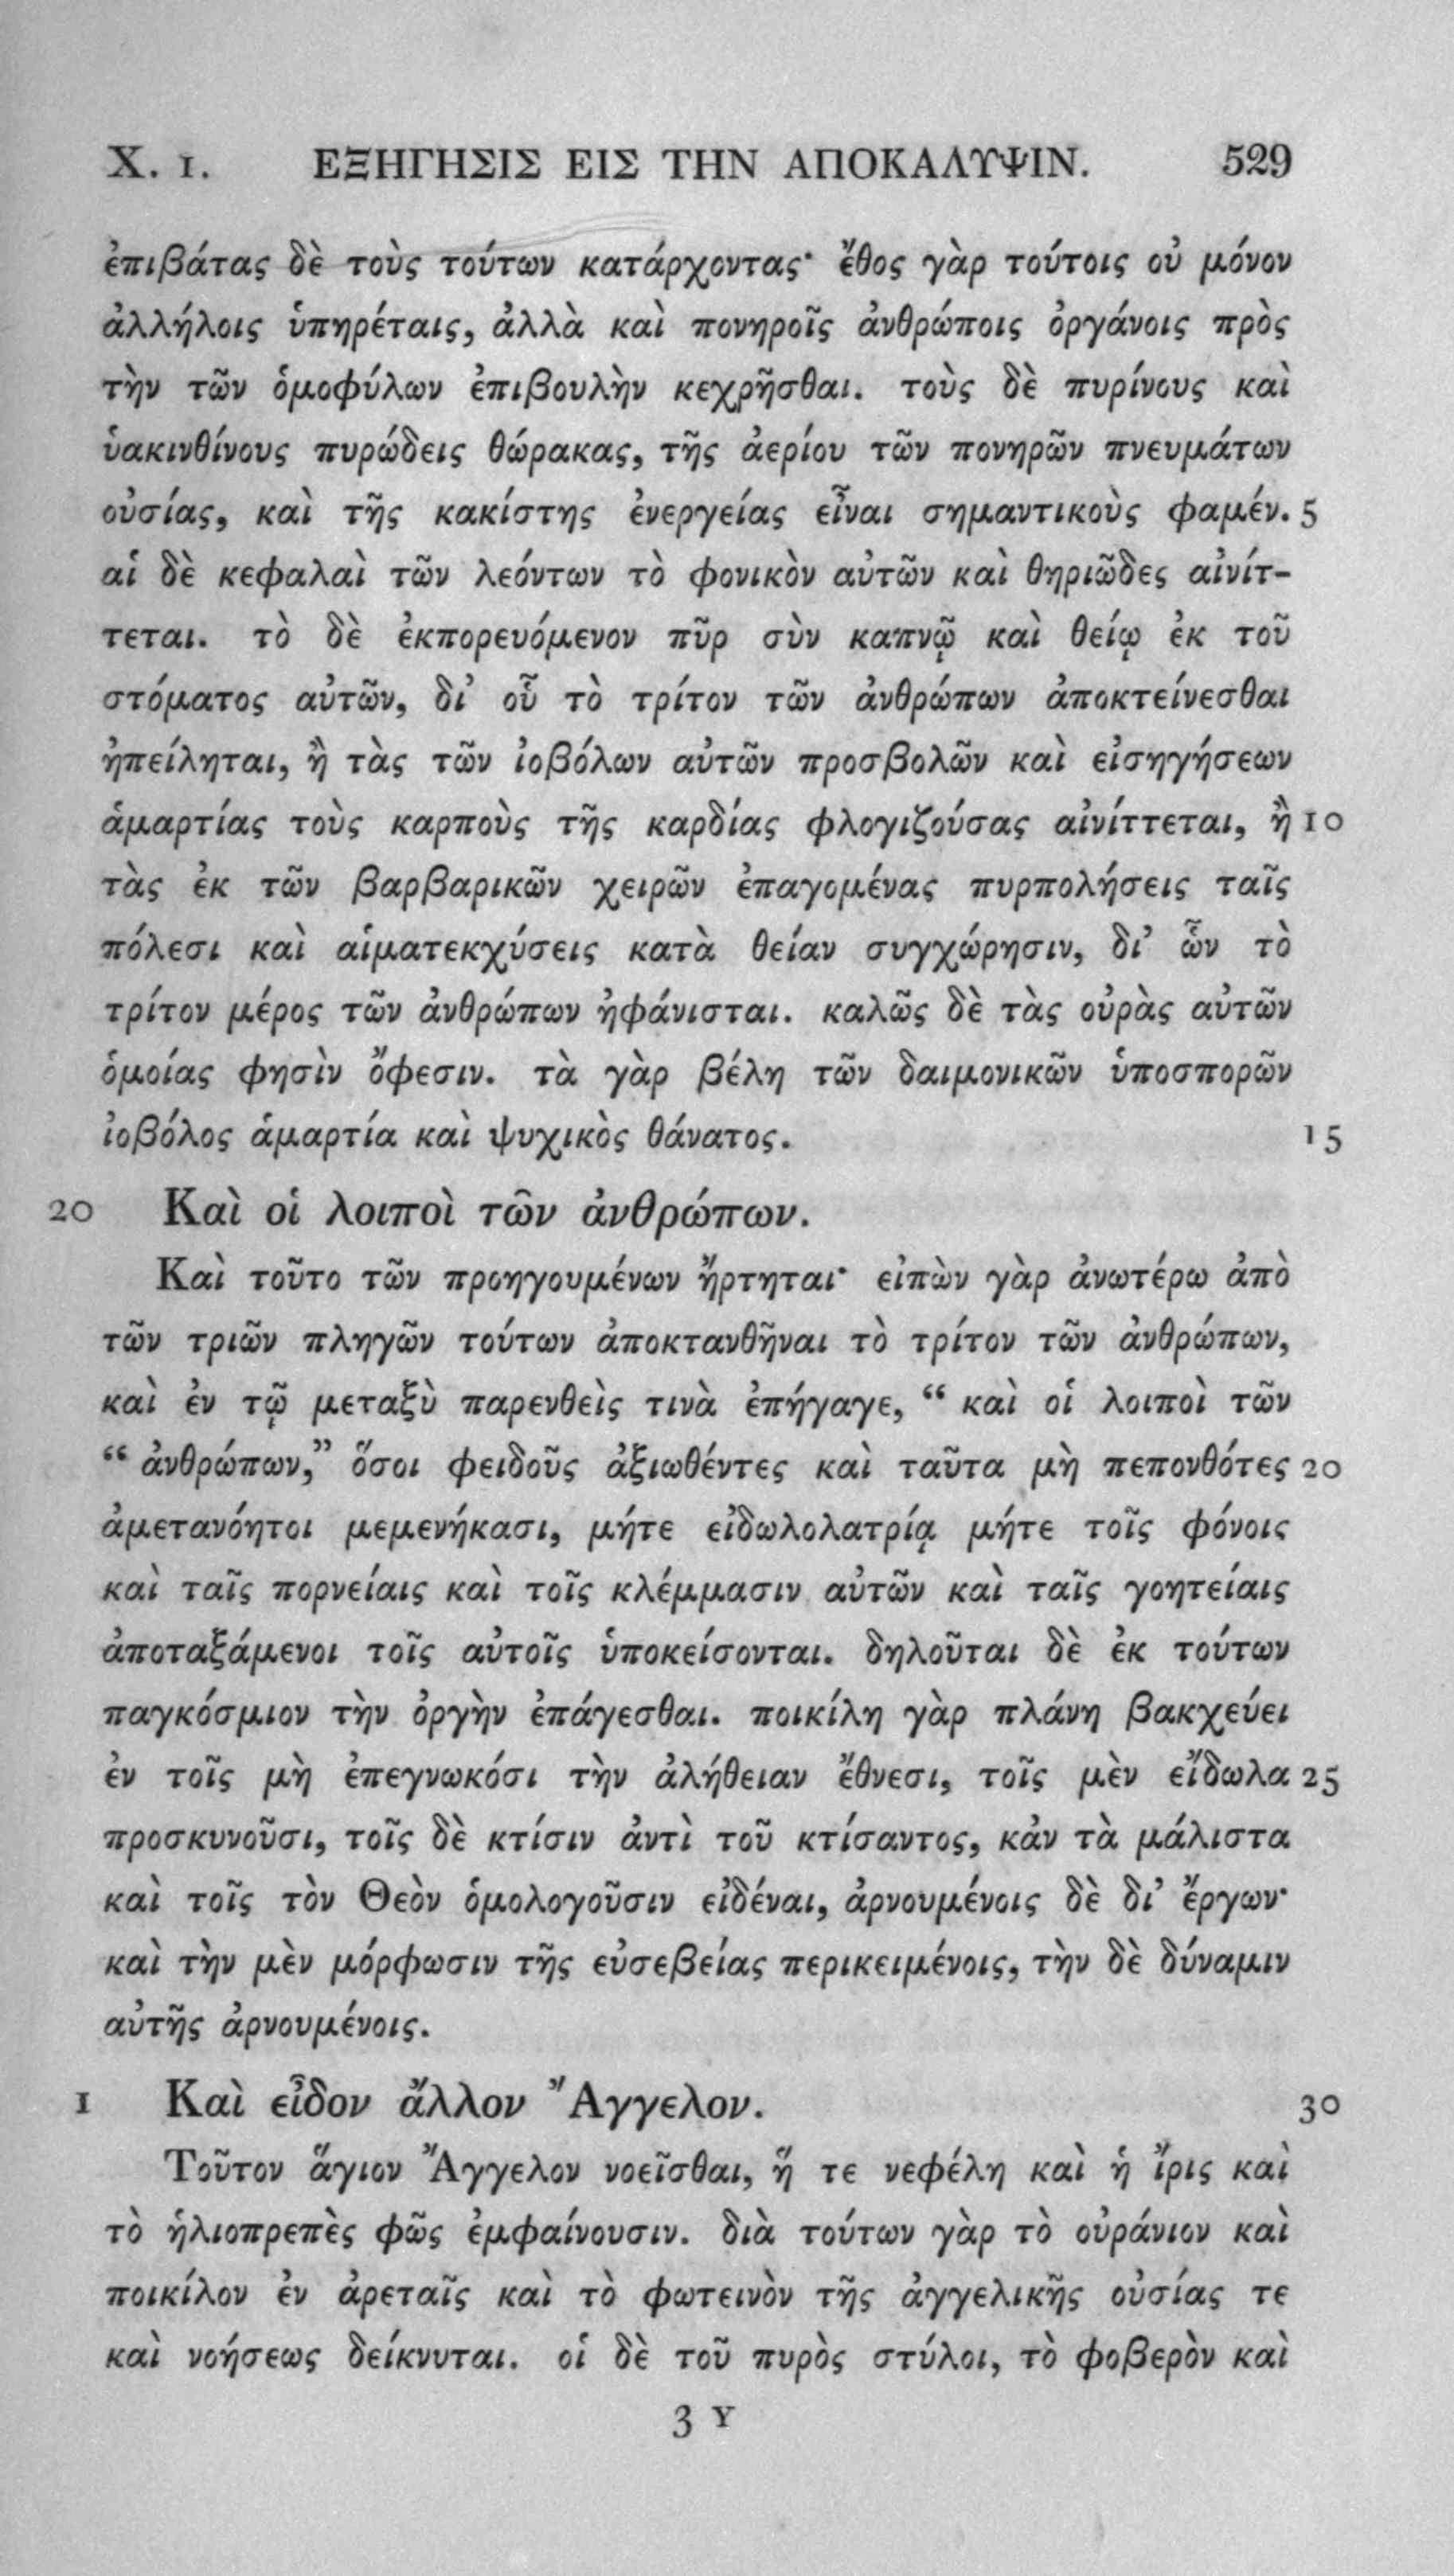 X. 1. ΕΞΗΓΗΣΙΣ ΕΙΣ ΤΗΝ ΑΠΟΚΑΛΥΨΙΝ. 529
ἐπιβάτας δὲ τοὺς τούτων κατάρχοντας· ἔθος γὰρ τούτοις οὐ μόνον
ἀλλήλοις ὑπηρέταις, ἀλλὰ καὶ πονηροῖς ἀνθρώποις ὀργάνοις πρὸς
τὴν τῶν ὁμοφύλων ἐπιβουλὴν κεχρῆσθαι. τοὺς δὲ πυρίνους καὶ
ὑακινθίνους πυρώδεις θώρακας, τῆς ἀερίου τῶν πονηρῶν πνευμάτων
οὐσίας, καὶ τῆς κακίστης ἐνεργείας εἶναι σημαντικοὺς φαμέν. 5
αἱ δὲ κεφαλαὶ τῶν λεόντων τὸ φονικὸν αὐτῶν καὶ θηριῶδες αἰνίτ-
τεται. τὸ δὲ ἐκπορευόμενον πῦρ σὺν καπνῷ καὶ θείῳ ἐκ τοῦ
στόματος αὐτῶν, δι᾽ οὗ τὸ τρίτον τῶν ἀνθρώπων ἀποκτείνεσθαι
ἠπείληται, ἢ τὰς τῶν ἰοβόλων αὐτῶν προσβολῶν καὶ εἰσηγήσεων
ἁμαρτίας τοὺς καρποὺς τῆς καρδίας φλογιζούσας αἰνίττεται, ἢ 10
τὰς ἐκ τῶν βαρβαρικῶν χειρῶν ἐπαγομένας πυρπολήσεις ταῖς
πόλεσι καὶ αἱματεκχύσεις κατὰ θείαν συγχώρησιν, δι᾽ ὧν τὸ
τρίτον μέρος τῶν ἀνθρώπων ἠφάνισται. καλῶς δὲ τὰς οὐρὰς αὐτῶν
ὁμοίας φησὶν ὄφεσιν. τὰ γὰρ βέλη τῶν δαιμονικῶν ὑποσπορῶν
ἰοβόλος ἁμαρτία καὶ ψυχικὸς θάνατος. 15
20 Καὶ οἱ λοιποὶ τῶν ἀνθρώπων.
Καὶ τοῦτο τῶν προηγουμένων ἤρτηται· εἰπὼν γὰρ ἀνωτέρω ἀπὸ
τῶν τριῶν πληγῶν τούτων ἀποκτανθῆναι τὸ τρίτον τῶν ἀνθρώπων,
καὶ ἐν τῷ μεταξὺ παρενθεὶς τινὰ ἐπήγαγε, “ καὶ οἱ λοιποὶ τῶν
“ ἀνθρώπων,” ὅσοι φειδοῦς ἀξιωθέντες καὶ ταῦτα μὴ πεπονθότες 20
ἀμετανόητοι μεμενήκασι, μήτε εἰδωλολατρίᾳ μήτε τοῖς φόνοις
καὶ ταῖς πορνείαις καὶ τοῖς κλέμμασιν αὐτῶν καὶ ταῖς γοητείαις
ἀποταξάμενοι τοῖς αὐτοῖς ὑποκείσονται. δηλοῦται δὲ ἐκ τούτων
παγκόσμιον τὴν ὀργὴν ἐπάγεσθαι. ποικίλη γὰρ πλάνη βακχεύει
ἐν τοῖς μὴ ἐπεγνωκόσι τὴν ἀλήθειαν ἔθνεσι, τοῖς μὲν εἴδωλα 25
προσκυνοῦσι, τοῖς δὲ κτίσιν ἀντὶ τοῦ κτίσαντος, κἀν τὰ μάλιστα
καὶ τοῖς τὸν Θεὸν ὁμολογοῦσιν εἰδέναι, ἀρνουμένοις δὲ δι᾽ ἔργων·
καὶ τὴν μὲν μόρφωσιν τῆς εὐσεβείας περικειμένοις, τὴν δὲ δύναμιν
αὐτῆς ἀρνουμένοις.
1 Καὶ εἶδον ἄλλον Ἄγγελον. 30
Τοῦτον ἅγιον Ἄγγελον νοεῖσθαι, ἥ τε νεφέλη καὶ ἡ ἶρις καὶ
τὸ ἡλιοπρεπὲς φῶς ἐμφαίνουσιν. διὰ τούτων γὰρ τὸ οὐράνιον καὶ
ποικίλον ἐν ἀρεταῖς καὶ τὸ φωτεινὸν τῆς ἀγγελικῆς οὐσίας τε
καὶ νοήσεως δείκνυται. οἱ δὲ τοῦ πυρὸς στύλοι, τὸ φοβερὸν καὶ
3 Y